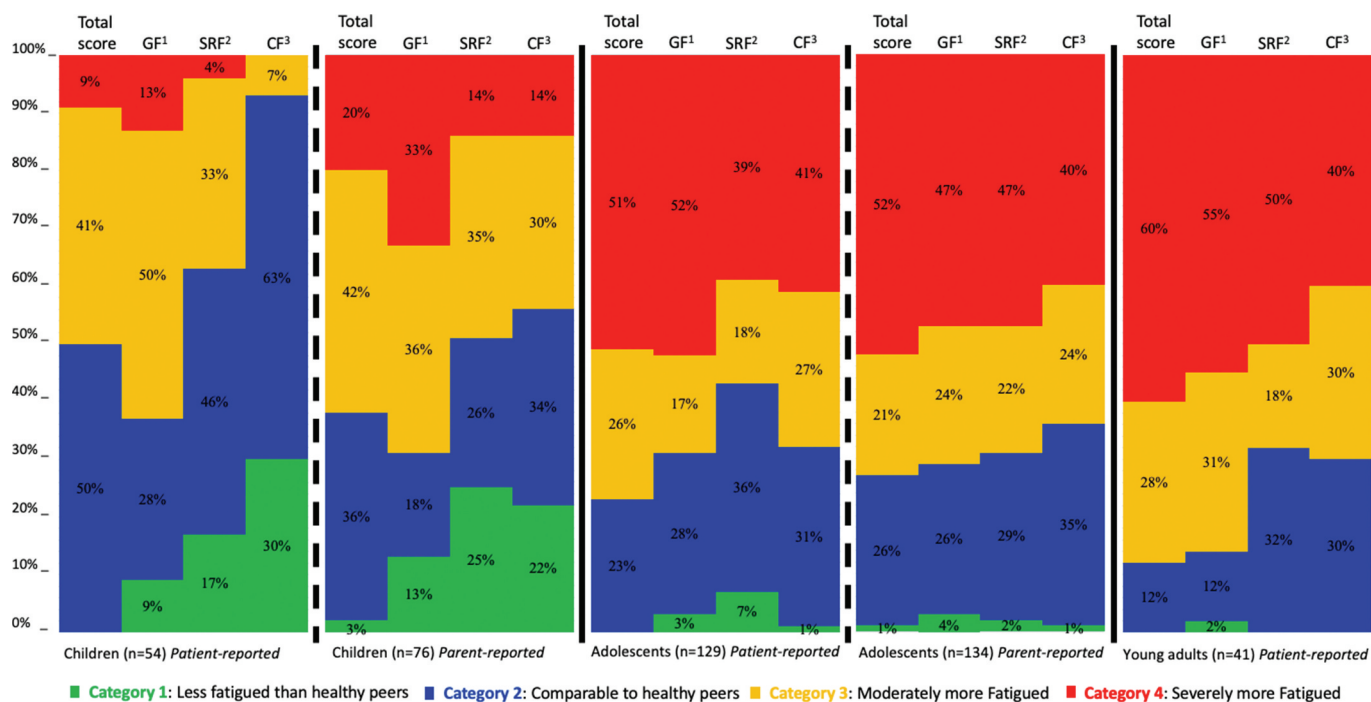 Total score GF¹ SRF² CF³ Total score GF¹ SRF² CF³ Total score GF¹ SRF² CF³ Total score GF¹ SRF² CF³ Total score GF¹ SRF² CF³
100%
90%
80%
70%
60%
50%
40%
30%
20%
10%
0%
9% 13% 4% 7%
41% 50% 33% 63%
50% 28% 46% 30%
9% 17%
20% 33% 14% 14%
42% 36% 35% 30%
36% 18% 26% 34%
3% 13% 25% 22%
51% 52% 39% 41%
26% 17% 18% 27%
23% 28% 36% 31%
3% 7% 1%
52% 47% 47% 40%
21% 24% 22% 24%
26% 26% 29% 35%
1% 4% 2% 1%
60% 55% 50% 40%
28% 31% 18% 30%
12% 12% 32% 30%
2%
Children (n=54) Patient-reported Children (n=76) Parent-reported Adolescents (n=129) Patient-reported Adolescents (n=134) Parent-reported Young adults (n=41) Patient-reported
Category 1: Less fatigued than healthy peers Category 2: Comparable to healthy peers Category 3: Moderately more Fatigued Category 4: Severely more Fatigued